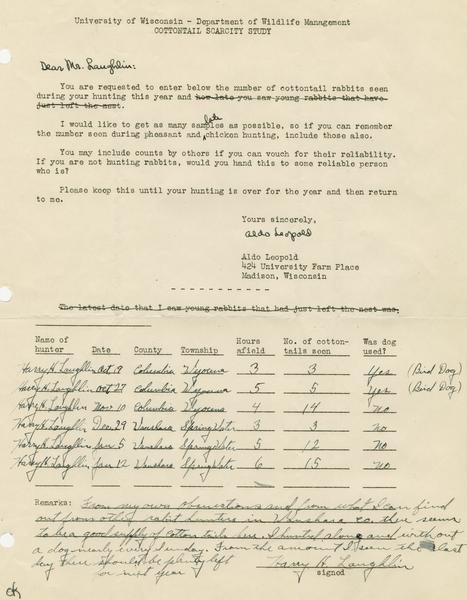 University of Wisconsin - Department of Wildlife Management
COTTONTAIL SCARCITY STUDY
Dear Mr. Laughlin:
You are requested to enter below the number of cottontail rabbits seen
during your hunting this year and how late you saw young rabbits that have
just left the nest.
I would like to get as many samples as possible, so if you can remember
the number seen during pheasant and chicken hunting, include those also.
You may include counts by others if you can vouch for their reliability.
If you are not hunting rabbits, would you hand this to some reliable person
who is?
Please keep this until your hunting is over for the year and then return
to me.
Yours sincerely,
Aldo Leopold
Aldo Leopold
424 University Farm Place
Madison, Wisconsin
The latest date that I saw young rabbits that had just left the nest was,
Name of hunter Date County Township Hours afield No. of cotton-tails seen Was dog used?
Harry H. Laughlin Oct 19 Columbia Wyocena 3 3 Yes (Bird Dog)
Harry H. Laughlin Oct 27 Columbia Wyocena 5 5 Yes (Bird Dog)
Harry H. Laughlin Nov 10 Columbia Wyocena 4 14 No
Harry H. Laughlin Dec 29 Waushara Spring Water 3 3 No
Harry H. Laughlin Jan 5 Waushara Spring Water 5 12 No
Harry H. Laughlin Jan 12 Waushara Spring Water 6 15 No
Remarks: From my own observations and from what I can find
out from other rabit hunters in Waushara co. there seems
to be a good supply of cotton tails here. I hunted alone and without
a dog nearly every Sunday. From the amount I seen the last
day there should be plenty left
for next year
Harry H. Laughlin
signed
OK